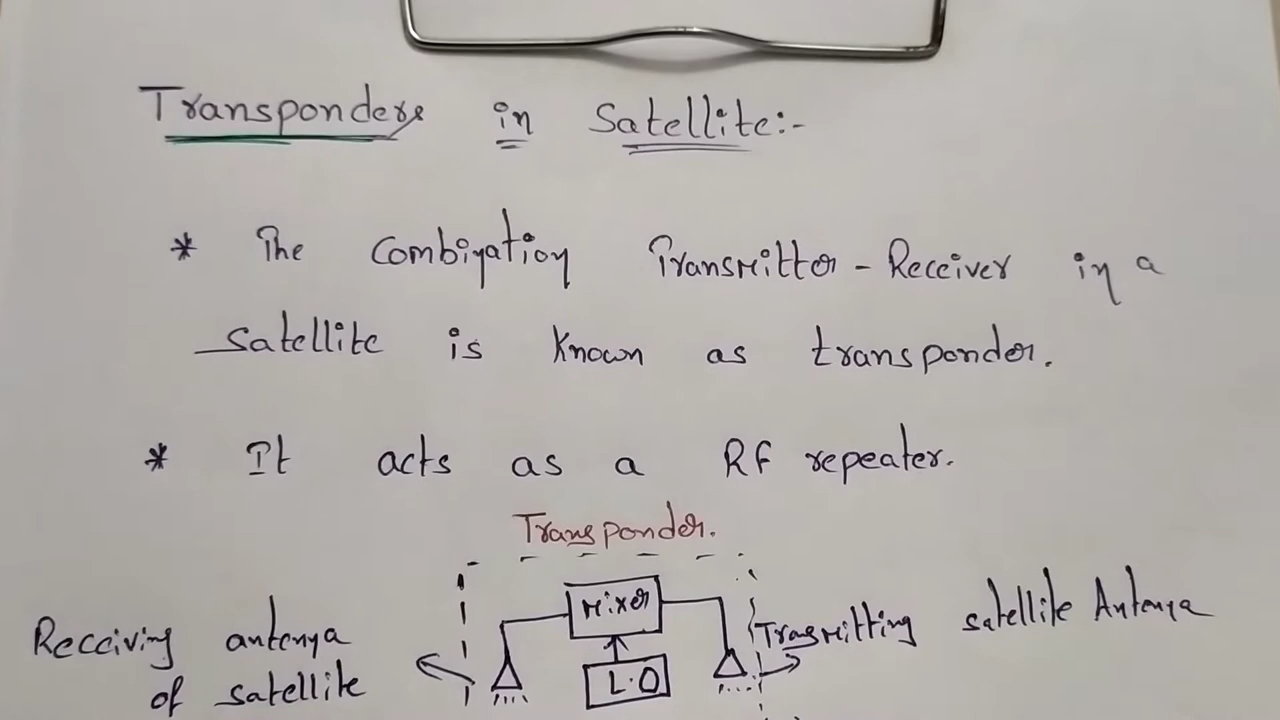 Transponders in Satellite:-
* The Combination Transmitter - Receiver in a
satellite is known as transponder.
* It acts as a RF repeater.
Transponder.
Mixer
Receiving antenna
of satellite
L.O
Trasmitting satellite Antenna